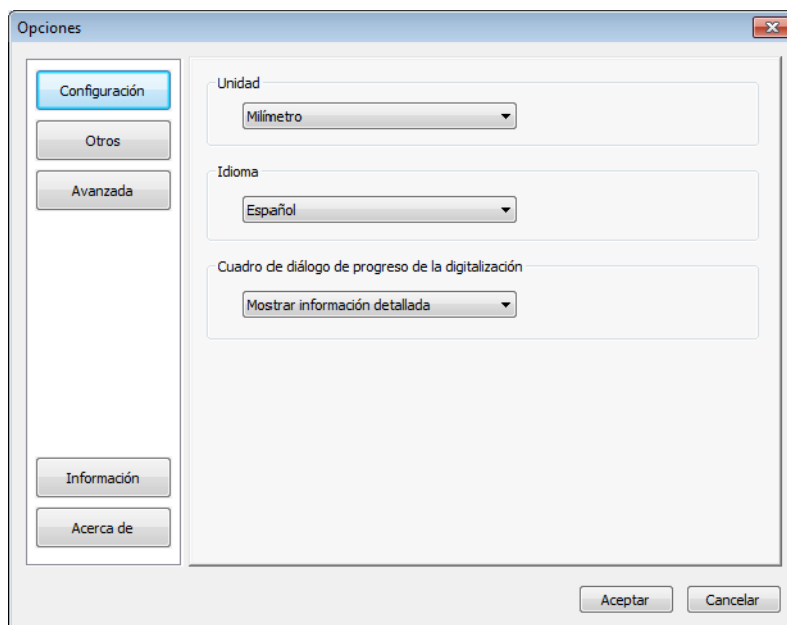 Opciones
Configuración
Otros
Avanzada
Información
Acerca de
Unidad
Milímetro
Idioma
Español
Cuadro de diálogo de progreso de la digitalización
Mostrar información detallada
Aceptar
Cancelar